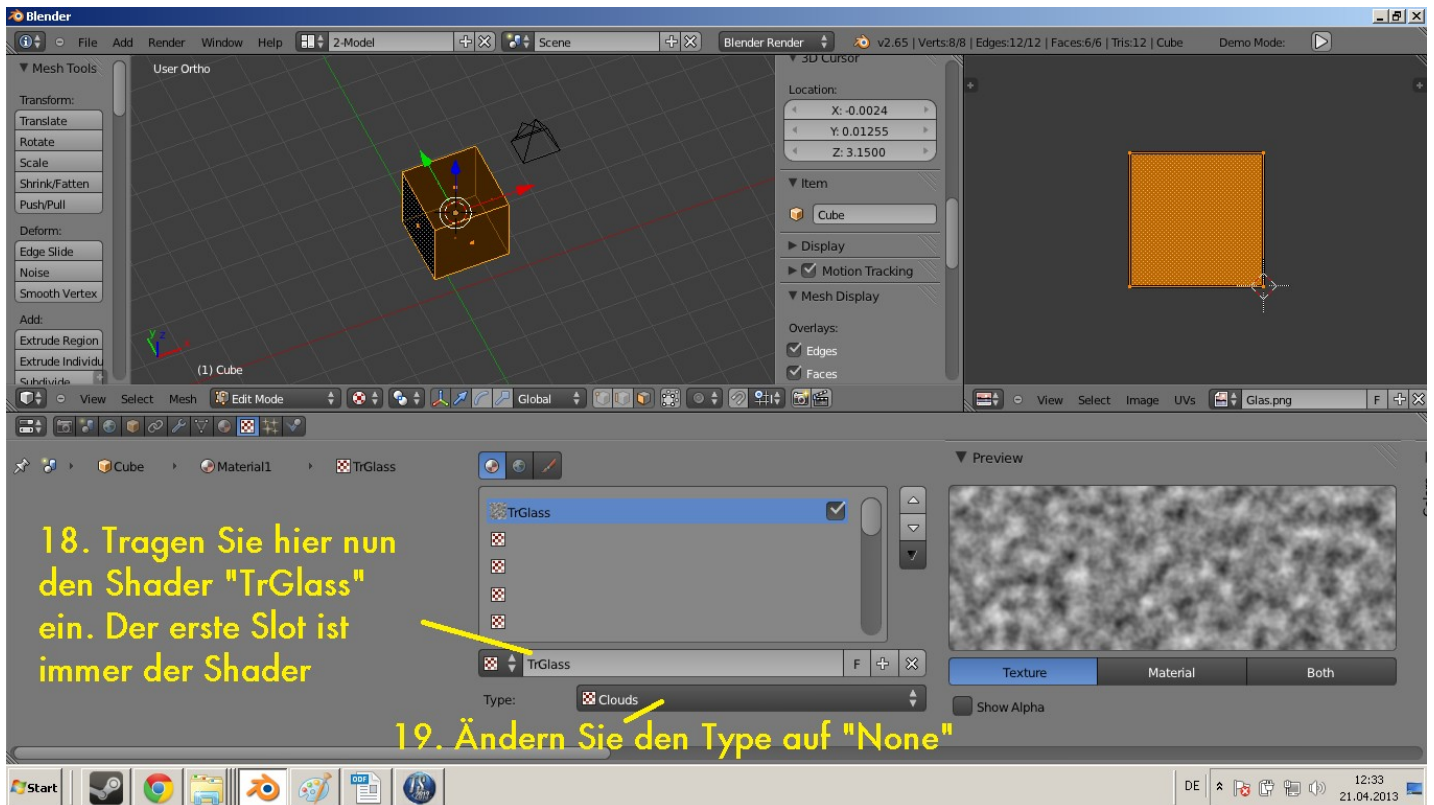 Blender
File Add Render Window Help 2-Model Scene Blender Render v2.65 | Verts:8/8 | Edges:12/12 | Faces:6/6 | Tris:12 | Cube Demo Mode:
Mesh Tools
Transform:
Translate
Rotate
Scale
Shrink/Fatten
Push/Pull
Deform:
Edge Slide
Noise
Smooth Vertex
Add:
Extrude Region
Extrude Individu
Subdivide
User Ortho
y z x
(1) Cube
3D Cursor
Location:
X: -0.0024
Y: 0.01255
Z: 3.1500
Item
Cube
Display
Motion Tracking
Mesh Display
Overlays:
Edges
Faces
View Select Mesh Edit Mode Global
View Select Image UVs Glas.png F
Cube Material1 TrGlass
18. Tragen Sie hier nun
den Shader "TrGlass"
ein. Der erste Slot ist
immer der Shader
TrGlass
TrGlass F
Type: Clouds
19. Ändern Sie den Type auf "None"
Preview
Texture Material Both
Show Alpha
Start
ODF
DE
12:33
21.04.2013